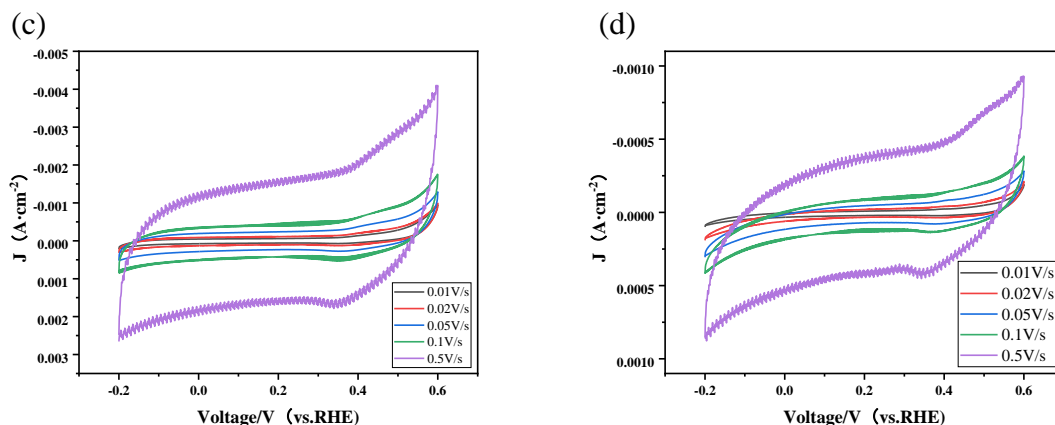 (c)
-0.005
-0.004
-0.003
-0.002
-0.001
0.000
0.001
0.002
0.003
J（A·cm⁻²）
-0.2 0.0 0.2 0.4 0.6
Voltage/V（vs.RHE）
0.01V/s
0.02V/s
0.05V/s
0.1V/s
0.5V/s
(d)
-0.0010
-0.0005
0.0000
0.0005
0.0010
J（A·cm⁻²）
-0.2 0.0 0.2 0.4 0.6
Voltage/V（vs.RHE）
0.01V/s
0.02V/s
0.05V/s
0.1V/s
0.5V/s